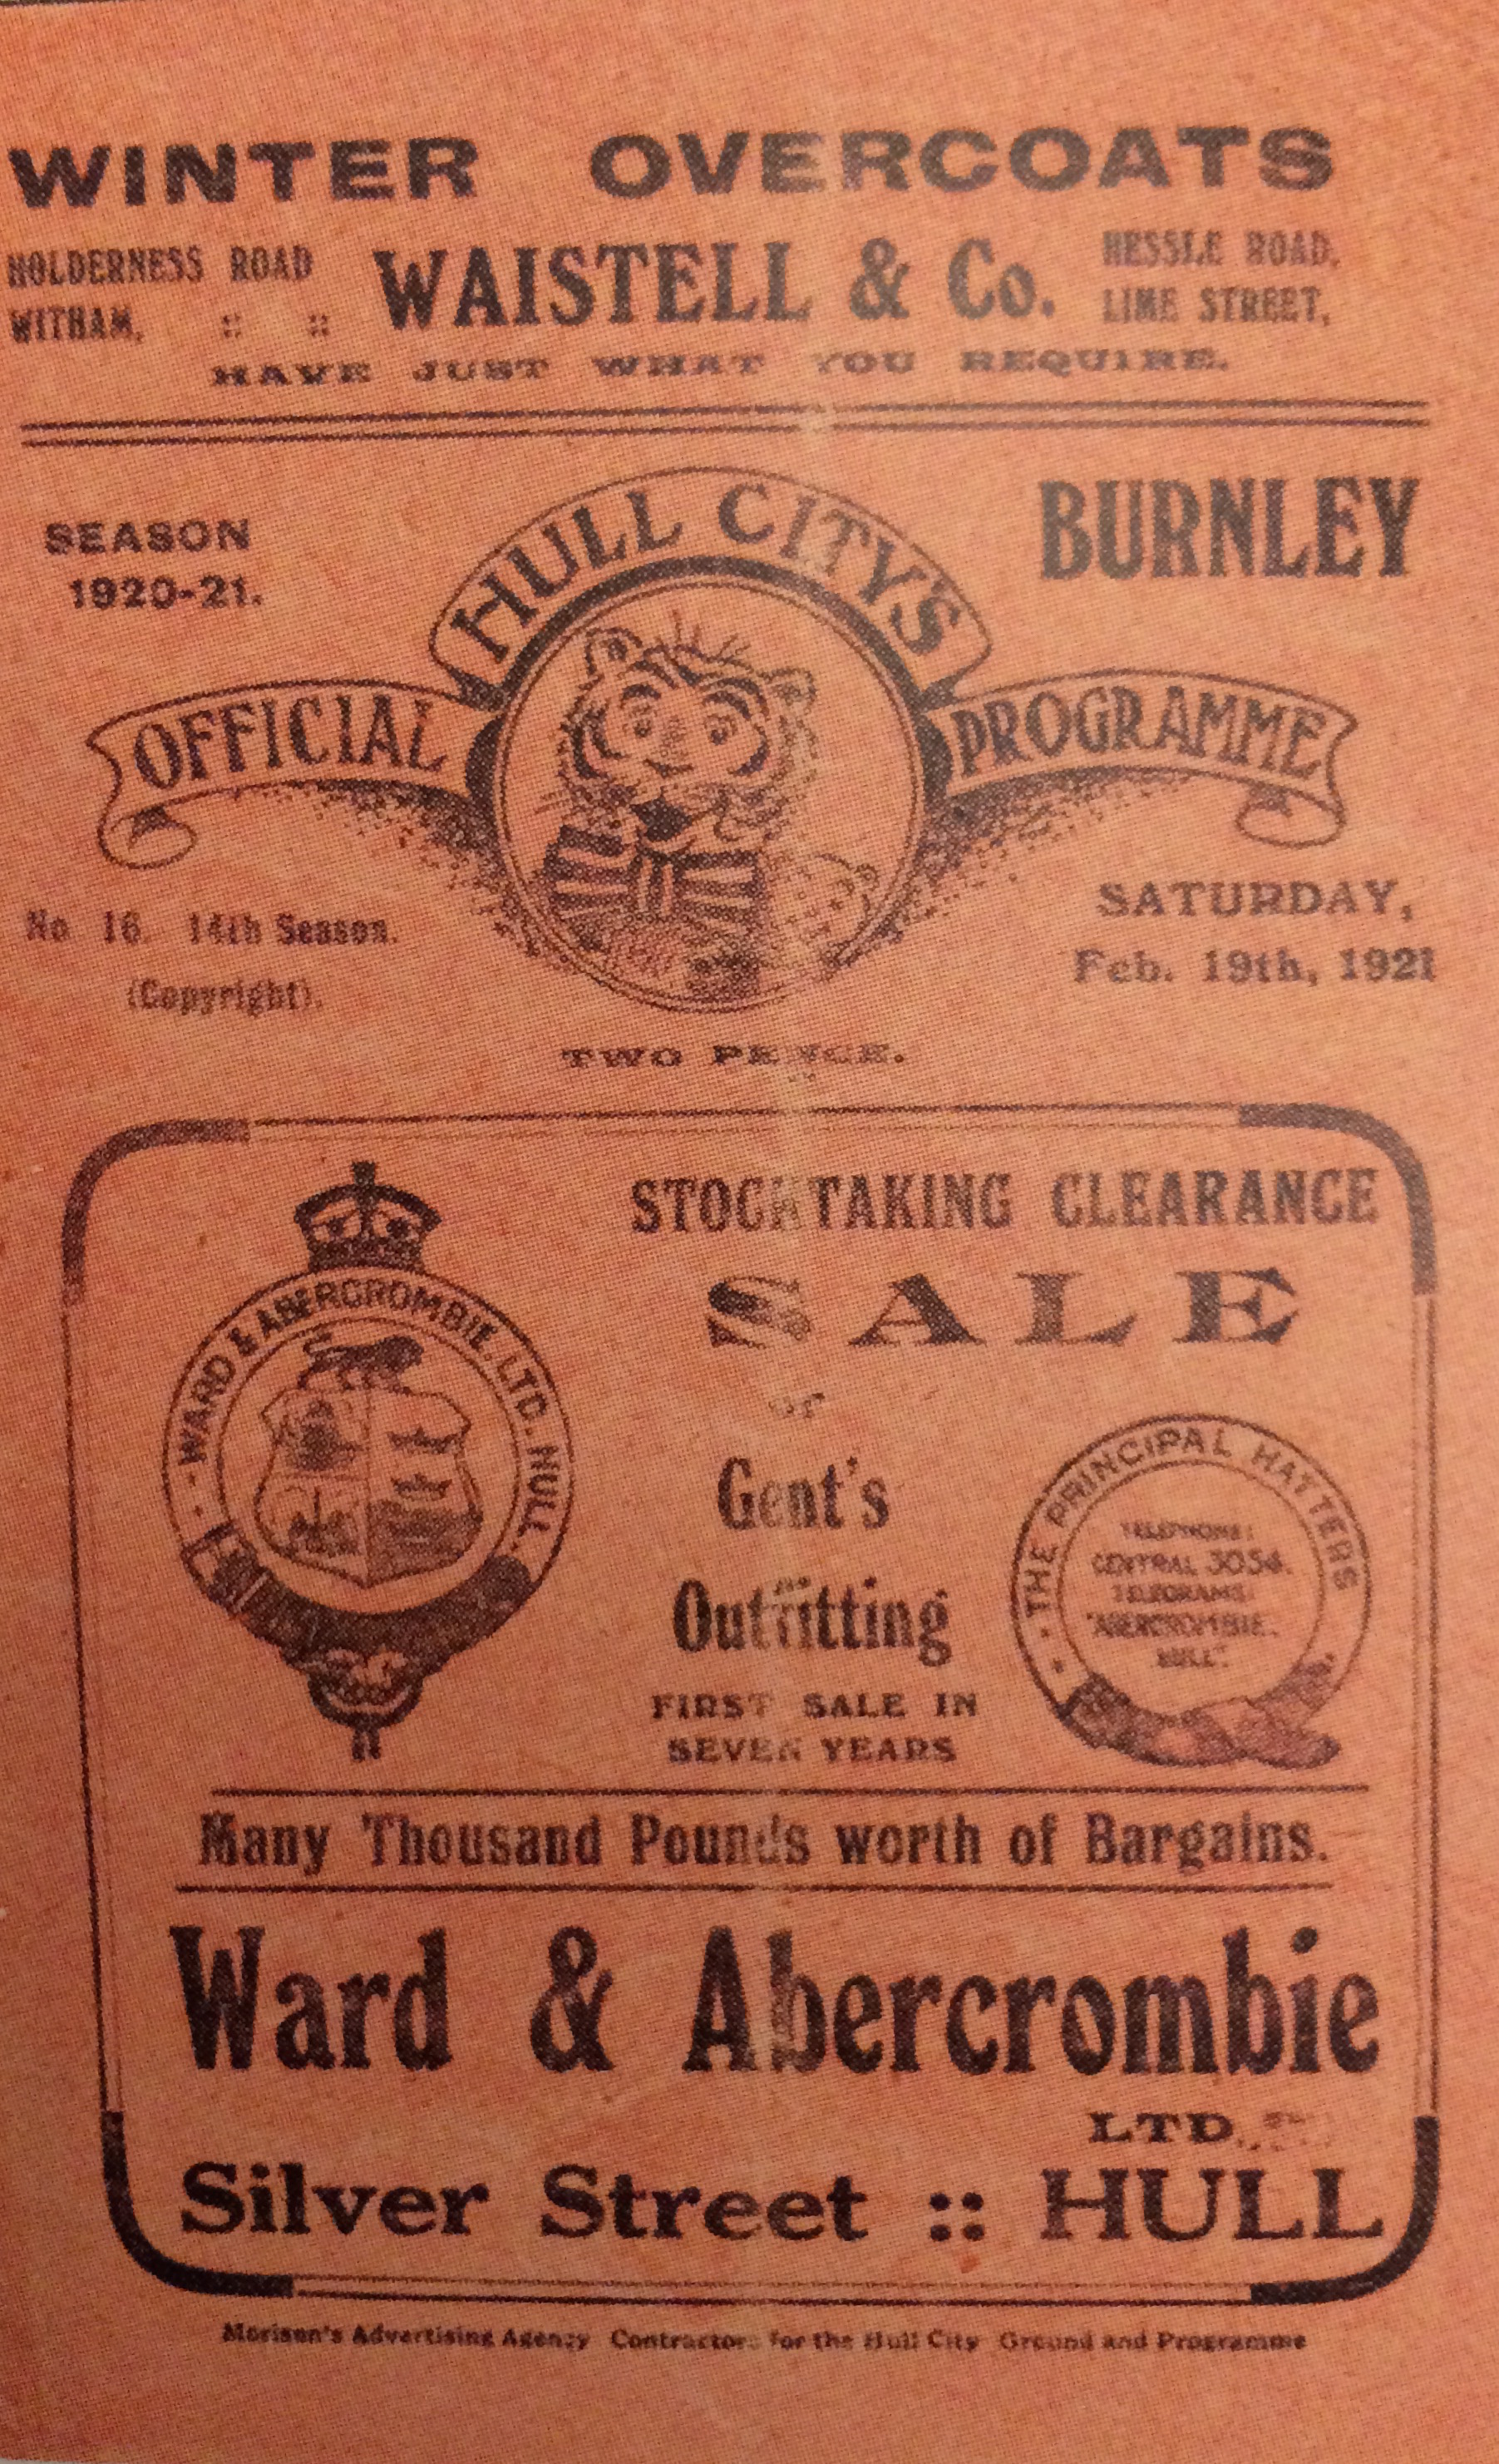 WINTER OVERCOATS
HOLDERNESS ROAD
WITHAM, :: ::
WAISTELL & Co.
HESSLE ROAD,
LIME STREET,
HAVE JUST WHAT YOU REQUIRE.
SEASON
1920-21.
HULL CITY'S
BURNLEY
OFFICIAL
PROGRAMME
No 16. 14th Season.
(Copyright).
SATURDAY,
Feb. 19th, 1921
TWO PENCE.
STOCKTAKING CLEARANCE
SALE
WARD & ABERCROMBIE. LTD. HULL.
of
Gent's
Outfitting
FIRST SALE IN
SEVEN YEARS
THE PRINCIPAL HATTERS
TELEPHONE:
CENTRAL 3054.
TELEGRAMS:
"ABERCROMBIE.
HULL".
Many Thousand Pounds worth of Bargains.
Ward & Abercrombie
LTD.
Silver Street :: HULL
Morison's Advertising Agency Contractors for the Hull City Ground and Programme